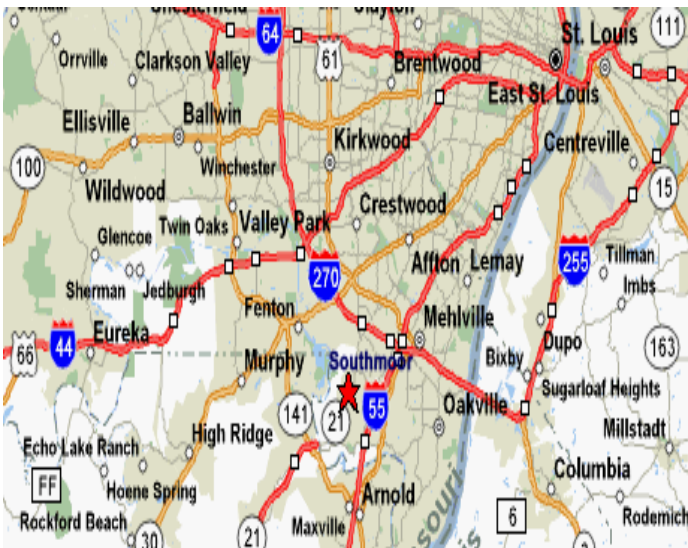 Chesterfield
Clayton
64
61
St. Louis
111
Orrville
Clarkson Valley
Brentwood
East St. Louis
Ballwin
Ellisville
Kirkwood
Centreville
Winchester
100
Wildwood
15
Crestwood
Twin Oaks
Valley Park
Glencoe
Affton
Lemay
255
Tillman
270
Sherman
Jedburgh
Imbs
Fenton
Mehlville
Eureka
44
66
Dupo
163
Murphy
Southmoor
Bixby
Sugarloaf Heights
141
21
55
Oakville
Millstadt
Echo Lake Ranch
High Ridge
FF
Hoene Spring
Columbia
Arnold
6
Rockford Beach
30
21
Maxville
Rodemich
3